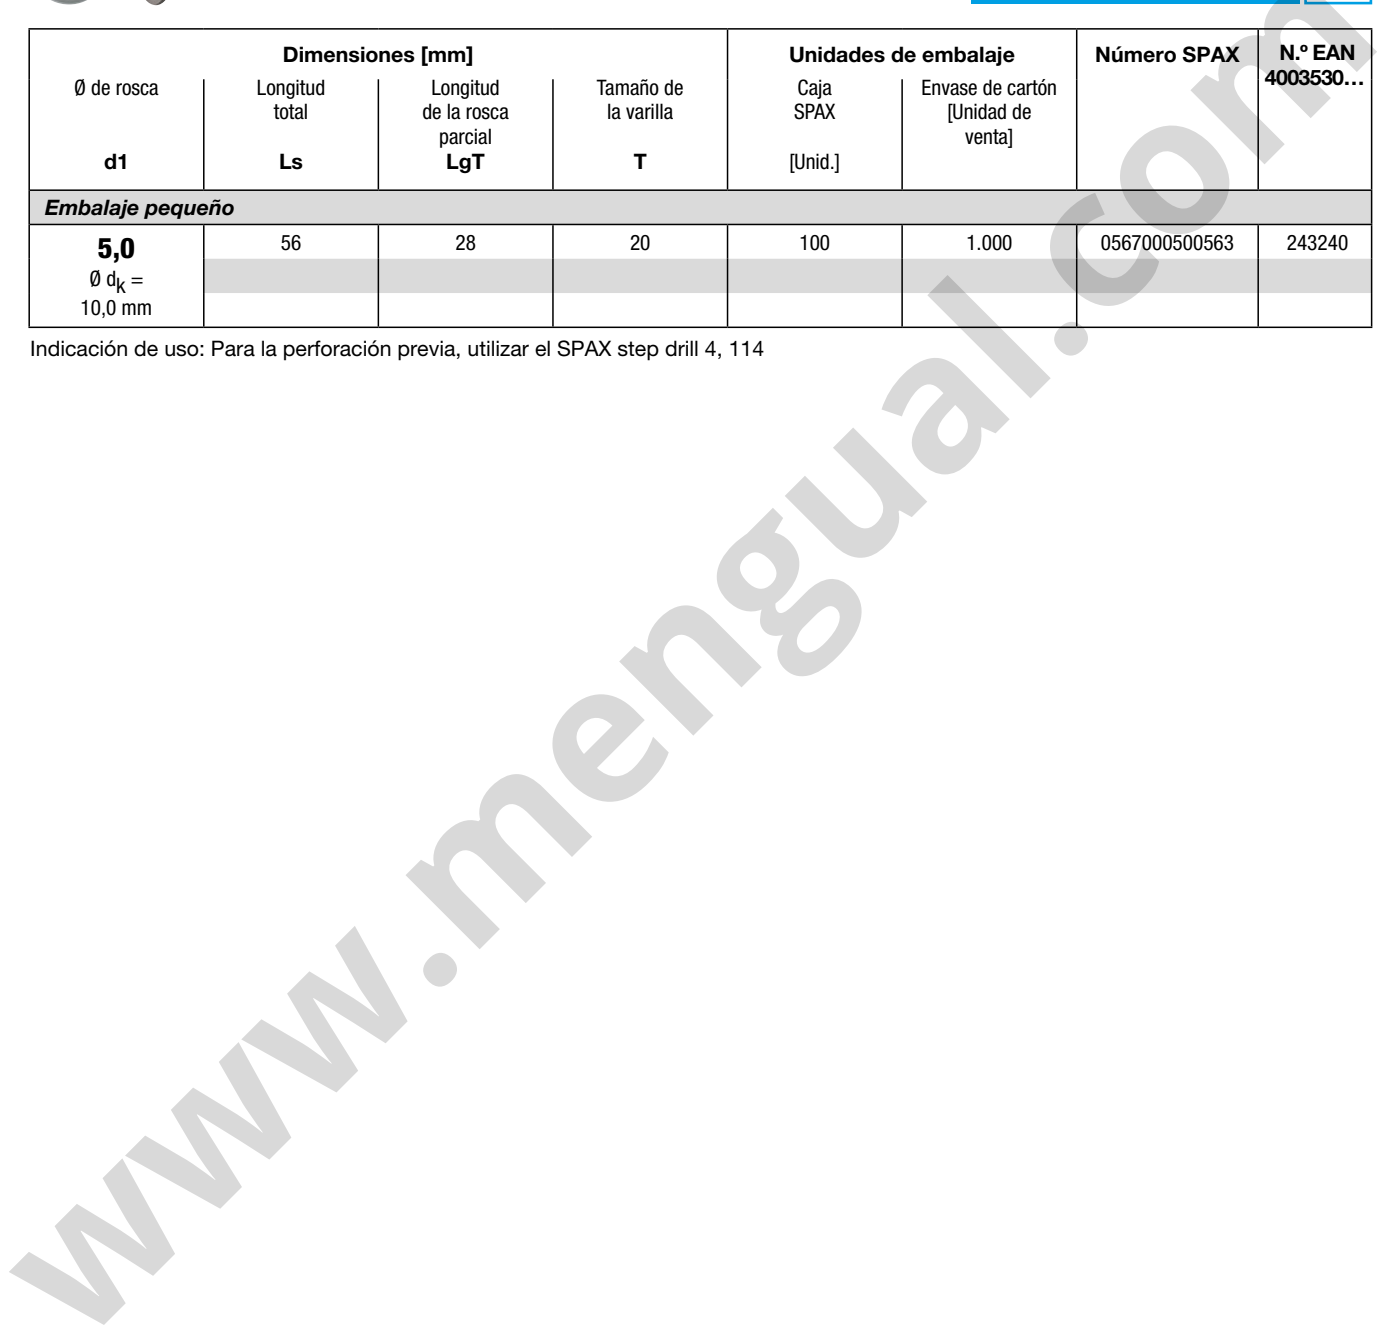 Dimensiones [mm]
Unidades de embalaje
Número SPAX
N.º EAN
4003530...
Ø de rosca
d1
Longitud
total
Ls
Longitud
de la rosca
parcial
LgT
Tamaño de
la varilla
T
Caja
SPAX
[Unid.]
Envase de cartón
[Unidad de
venta]
Embalaje pequeño
5,0 56 28 20 100 1.000 0567000500563 243240
Ø dk =
10,0 mm
Indicación de uso: Para la perforación previa, utilizar el SPAX step drill 4, 114
www.mengual.com